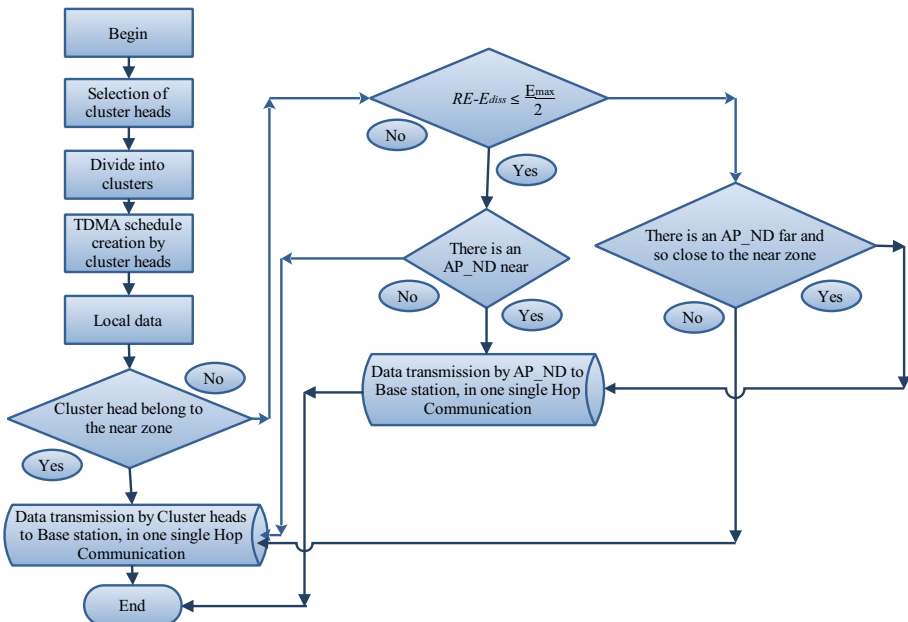 Begin
Selection of
cluster heads
Divide into
clusters
TDMA schedule
creation by
cluster heads
Local data
No
Cluster head belong to
the near zone
Yes
Data transmission by Cluster heads
to Base station, in one single Hop
Communication
End
RE-Ediss ≤ Emax/2
No
Yes
There is an
AP_ND near
No
Yes
Data transmission by AP_ND to
Base station, in one single Hop
Communication
There is an AP_ND far and
so close to the near zone
No
Yes